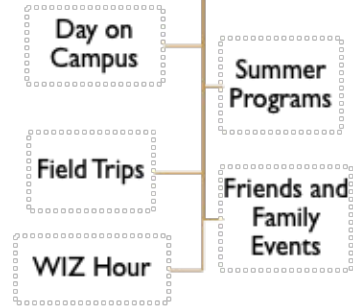 Day on
Campus
Summer
Programs
Field Trips
Friends and
Family
Events
WIZ Hour